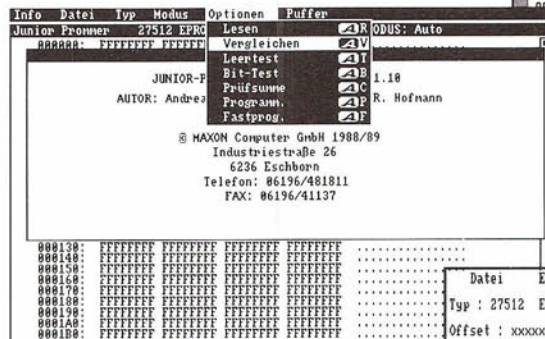 Info Datei Typ Modus Optionen Puffer
Junior Prommer 27512 EPRO
ODUS: Auto
Lesen R
Vergleichen V
Leertest T
Bit-Test B
Prüfsumme C
Programm. P
Fastprog. F
000000: FFFFFFFF FFFFFFFF
JUNIOR-P 1.10
AUTOR: Andrea R. Hofmann
© MAXON Computer GmbH 1988/89
Industriestraße 26
6236 Eschborn
Telefon: 06196/481811
FAX: 06196/41137
000130: FFFFFFFF FFFFFFFF FFFFFFFF FFFFFFFF ................
000140: FFFFFFFF FFFFFFFF FFFFFFFF FFFFFFFF ................
000150: FFFFFFFF FFFFFFFF FFFFFFFF FFFFFFFF
000160: FFFFFFFF FFFFFFFF FFFFFFFF FFFFFFFF
000170: FFFFFFFF FFFFFFFF FFFFFFFF FFFFFFFF
000180: FFFFFFFF FFFFFFFF FFFFFFFF FFFFFFFF
000190: FFFFFFFF FFFFFFFF FFFFFFFF FFFFFFFF
0001A0: FFFFFFFF FFFFFFFF FFFFFFFF FFFFFFFF
0001B0: FFFFFFFF FFFFFFFF FFFFFFFF FFFFFFFF
Datei E
Typ : 27512 E
Offset : xxxxx